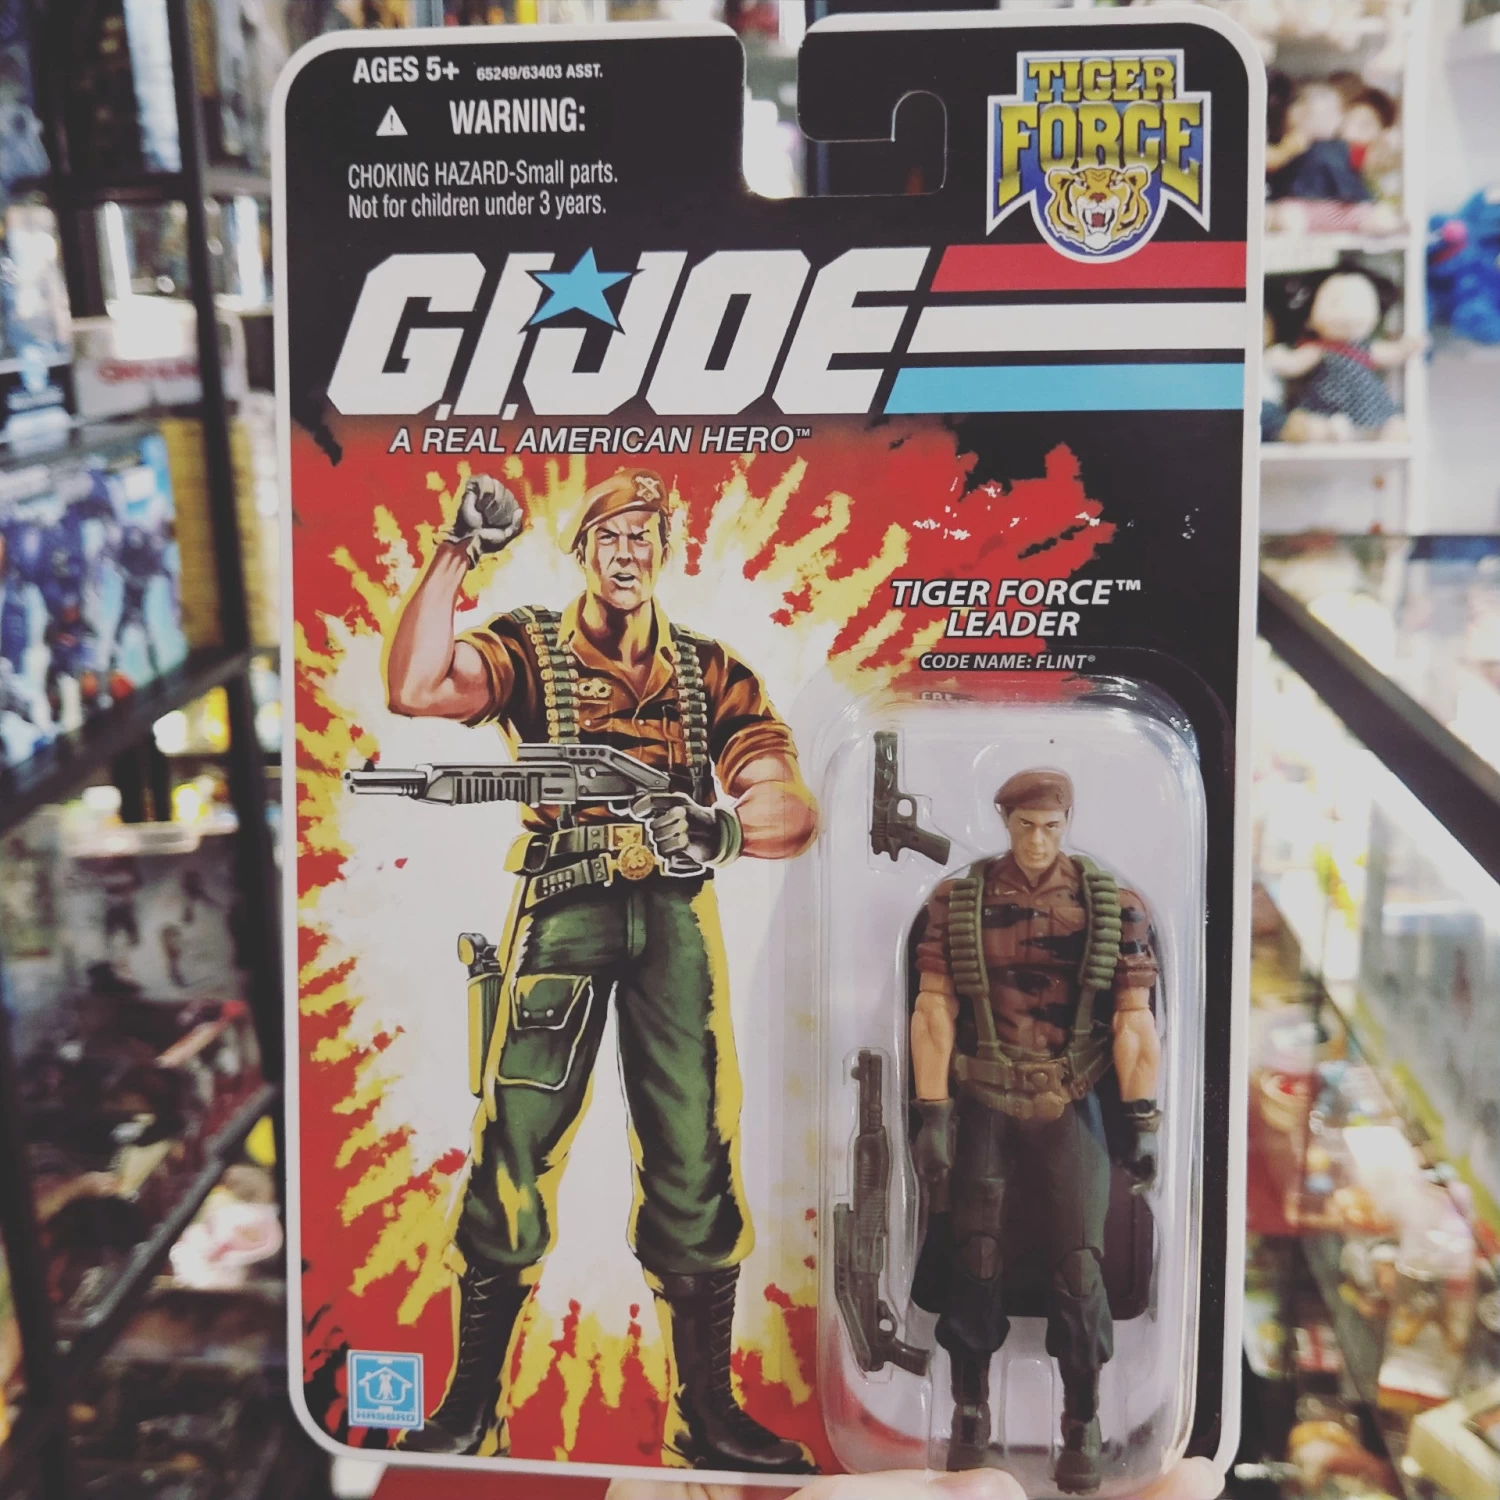 AGES 5+ 65249/63403 ASST.
WARNING:
CHOKING HAZARD-Small parts.
Not for children under 3 years.
TIGER
FORCE
G.I.JOE
A REAL AMERICAN HERO™
TIGER FORCE™
LEADER
CODE NAME: FLINT®
HASBRO